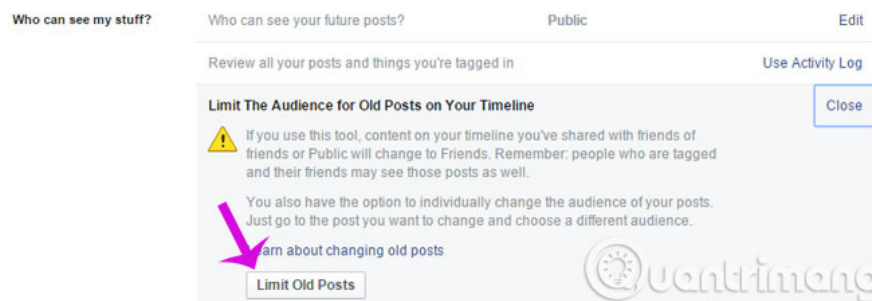 Who can see my stuff?
Who can see your future posts? Public Edit
Review all your posts and things you're tagged in Use Activity Log
Limit The Audience for Old Posts on Your Timeline Close
If you use this tool, content on your timeline you've shared with friends of
friends or Public will change to Friends. Remember: people who are tagged
and their friends may see those posts as well.
You also have the option to individually change the audience of your posts.
Just go to the post you want to change and choose a different audience.
earn about changing old posts
Limit Old Posts
Quantrimang